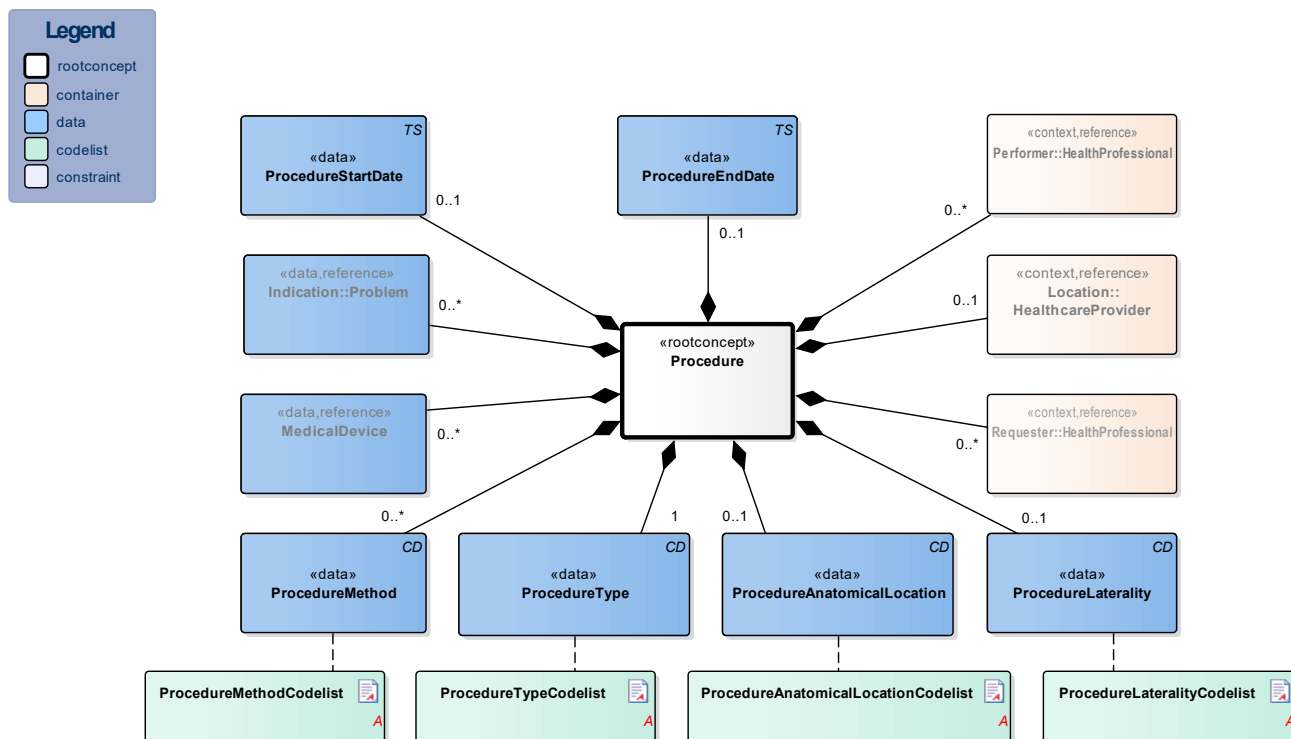 Legend
rootconcept
container
data
codelist
constraint
TS
«data»
ProcedureStartDate
0..1
TS
«data»
ProcedureEndDate
0..1
«context,reference»
Performer::HealthProfessional
0..*
«data,reference»
Indication::Problem
0..*
«context,reference»
Location::
HealthcareProvider
0..1
«rootconcept»
Procedure
«data,reference»
MedicalDevice
0..*
«context,reference»
Requester::HealthProfessional
0..*
0..*
1
0..1
0..1
CD
«data»
ProcedureMethod
CD
«data»
ProcedureType
CD
«data»
ProcedureAnatomicalLocation
CD
«data»
ProcedureLaterality
ProcedureMethodCodelist
A
ProcedureTypeCodelist
A
ProcedureAnatomicalLocationCodelist
A
ProcedureLateralityCodelist
A